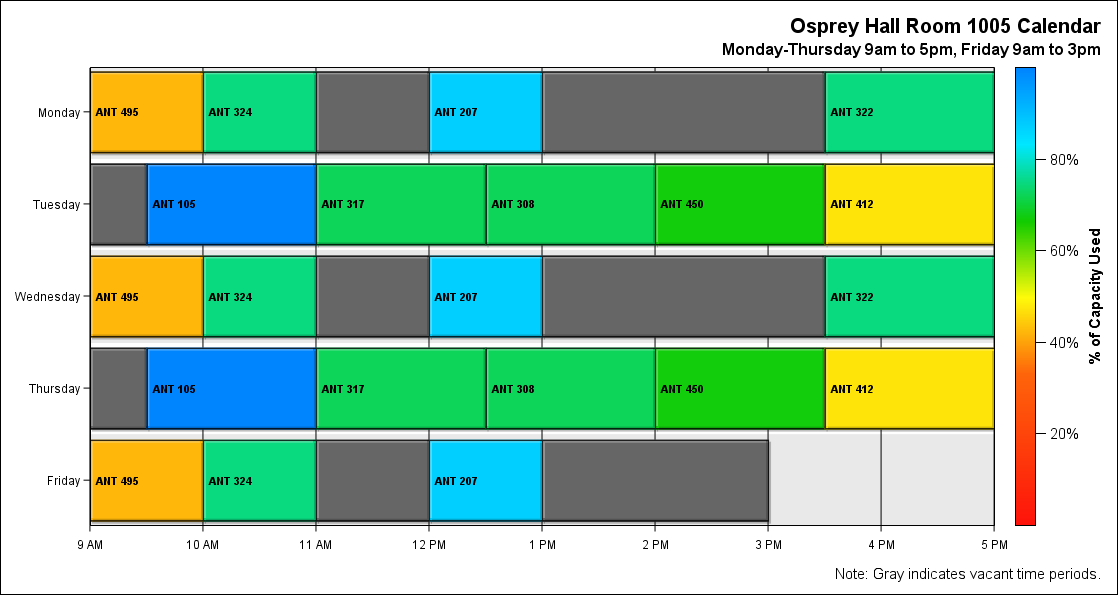 Osprey Hall Room 1005 Calendar
Monday-Thursday 9am to 5pm, Friday 9am to 3pm
Monday ANT 495 ANT 324 ANT 207 ANT 322
Tuesday ANT 105 ANT 317 ANT 308 ANT 450 ANT 412
Wednesday ANT 495 ANT 324 ANT 207 ANT 322
Thursday ANT 105 ANT 317 ANT 308 ANT 450 ANT 412
Friday ANT 495 ANT 324 ANT 207
9 AM 10 AM 11 AM 12 PM 1 PM 2 PM 3 PM 4 PM 5 PM
80%
60%
40%
20%
% of Capacity Used
Note: Gray indicates vacant time periods.